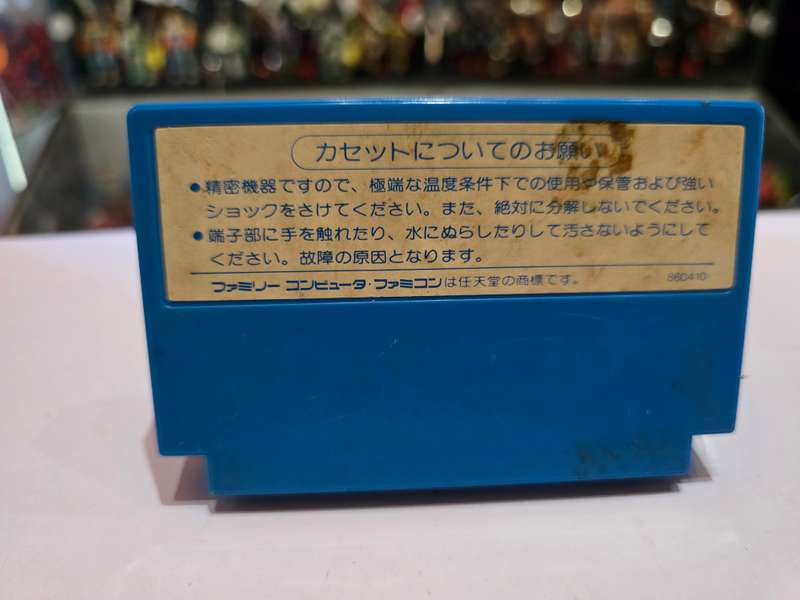 カセットについてのお願い
●精密機器ですので、極端な温度条件下での使用や保管および強い
ショックをさけてください。また、絶対に分解しないでください。
●端子部に手を触れたり、水にぬらしたりして汚さないようにして
ください。故障の原因となります。
ファミリーコンピュータ・ファミコンは任天堂の商標です。 860410